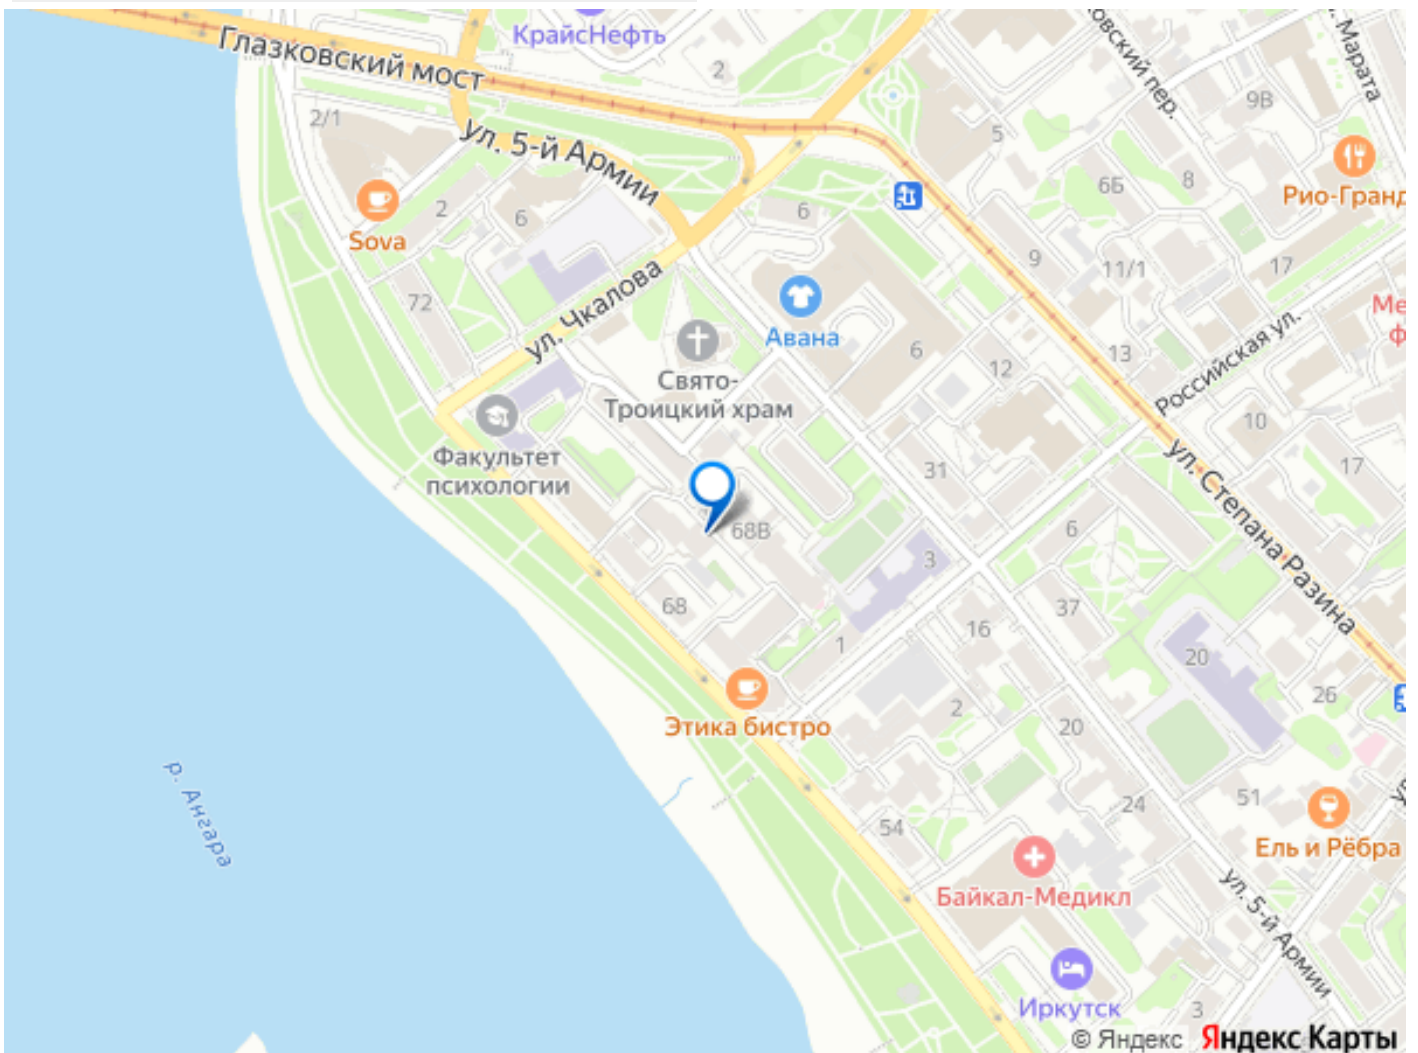 КрайсНефть
Глазковский мост
2
ул. Марата
овский пер.
9В
2/1
ул. 5-й Армии
5
6Б
8
Рио-Гранд
2
6
6
Sova
9
11/1
17
72
ул. Чкалова
Авана
6
13
Российская ул.
Ме
ф
Свято-
Троицкий храм
12
10
Факультет
психологии
31
17
ул. Степана Разина
68В
6
3
68
37
16
1
20
26
Этика бистро
2
20
р. Ангара
51
24
54
Ель и Рёбра
Байкал-Медикл
ул. 5-й Армии
Иркутск
3
© Яндекс Яндекс Карты